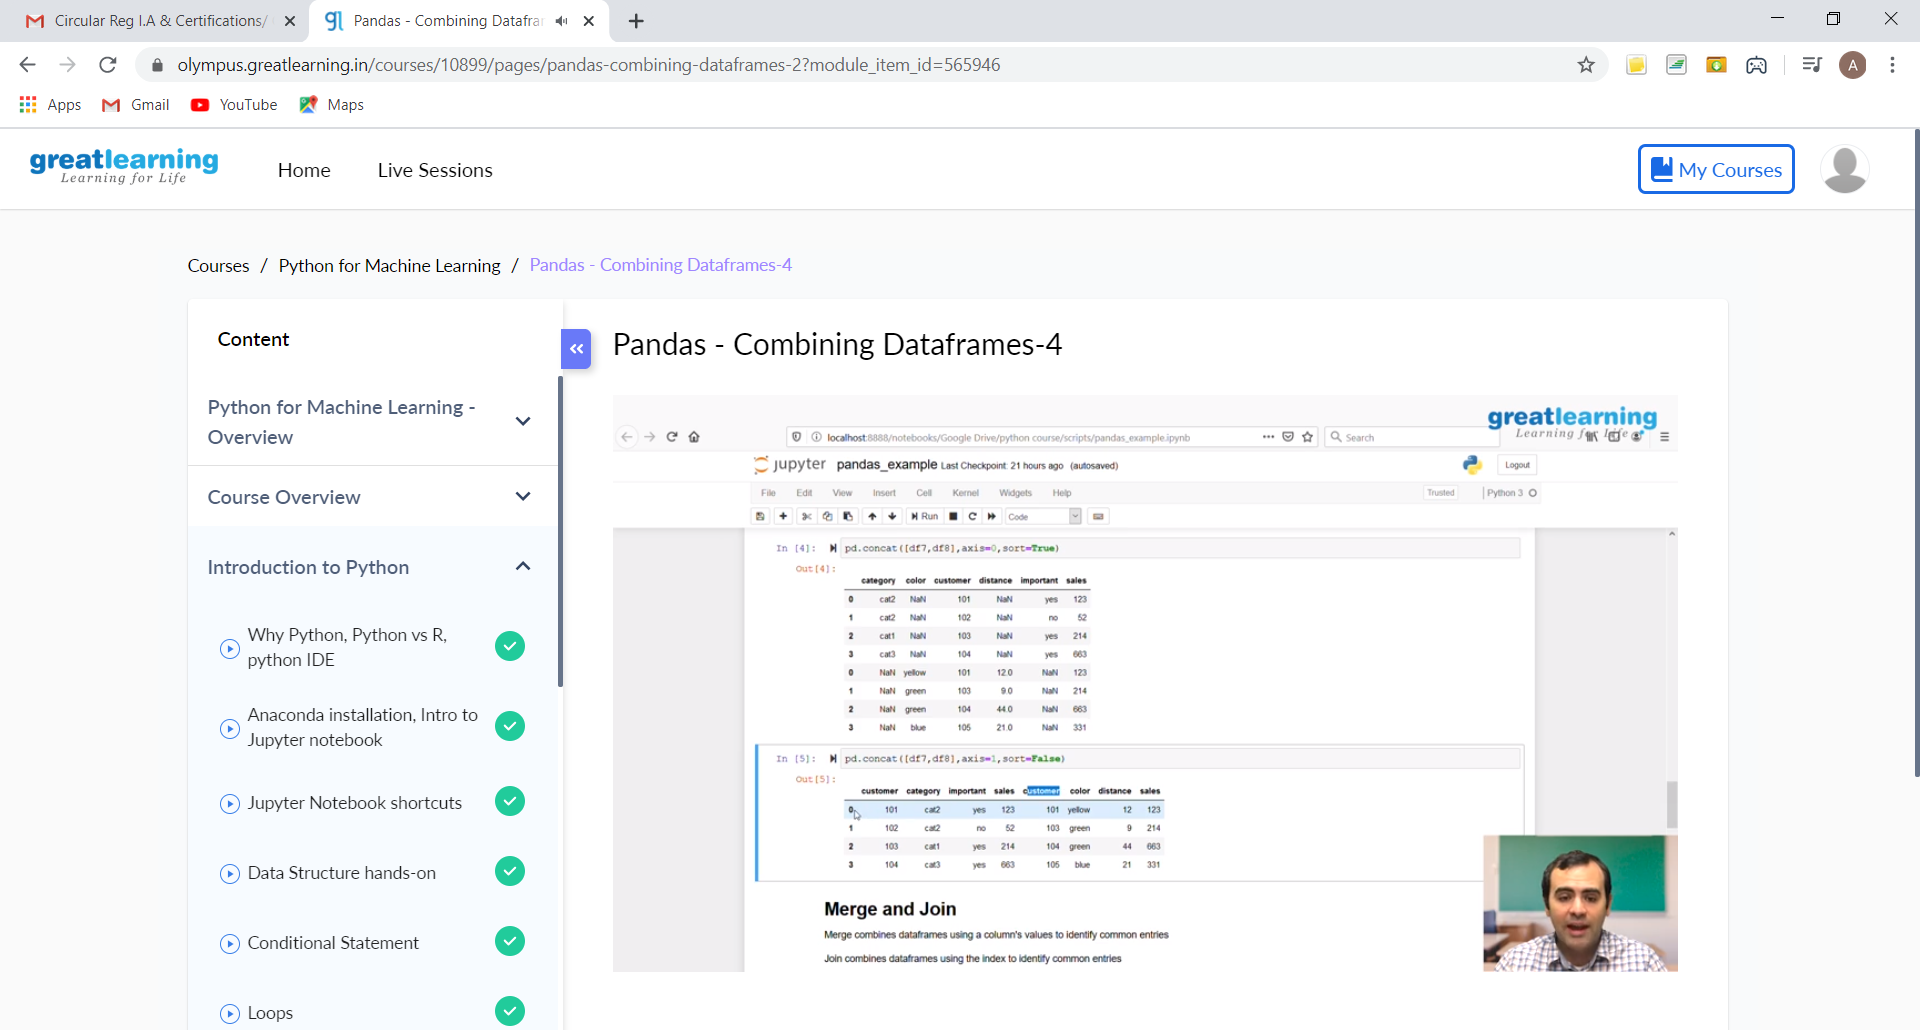 Circular Reg I.A & Certifications/
Pandas - Combining Datafra
olympus.greatlearning.in/courses/10899/pages/pandas-combining-dataframes-2?module_item_id=565946
A
Apps Gmail YouTube Maps
greatlearning
Learning for Life
Home Live Sessions
My Courses
Courses / Python for Machine Learning / Pandas - Combining Dataframes-4
Content
Python for Machine Learning -
Overview
Course Overview
Introduction to Python
Why Python, Python vs R,
python IDE
Anaconda installation, Intro to
Jupyter notebook
Jupyter Notebook shortcuts
Data Structure hands-on
Conditional Statement
Loops
Pandas - Combining Dataframes-4
greatlearning
Learning for Life
localhost:8888/notebooks/Google Drive/python course/scripts/pandas_example.ipynb
Search
jupyter pandas_example Last Checkpoint: 21 hours ago (autosaved)
Logout
File Edit View Insert Cell Kernel Widgets Help
Trusted Python 3
Run Code
In [4]: pd.concat([df7,df8],axis=0,sort=True)
Out[4]:
category color customer distance important sales
0 cat2 NaN 101 NaN yes 123
1 cat2 NaN 102 NaN no 52
2 cat1 NaN 103 NaN yes 214
3 cat3 NaN 104 NaN yes 663
0 NaN yellow 101 12.0 NaN 123
1 NaN green 103 9.0 NaN 214
2 NaN green 104 44.0 NaN 663
3 NaN blue 105 21.0 NaN 331
In [5]: pd.concat([df7,df8],axis=1,sort=False)
Out[5]:
customer category important sales customer color distance sales
0 101 cat2 yes 123 101 yellow 12 123
1 102 cat2 no 52 103 green 9 214
2 103 cat1 yes 214 104 green 44 663
3 104 cat3 yes 663 105 blue 21 331
Merge and Join
Merge combines dataframes using a column's values to identify common entries
Join combines dataframes using the index to identify common entries